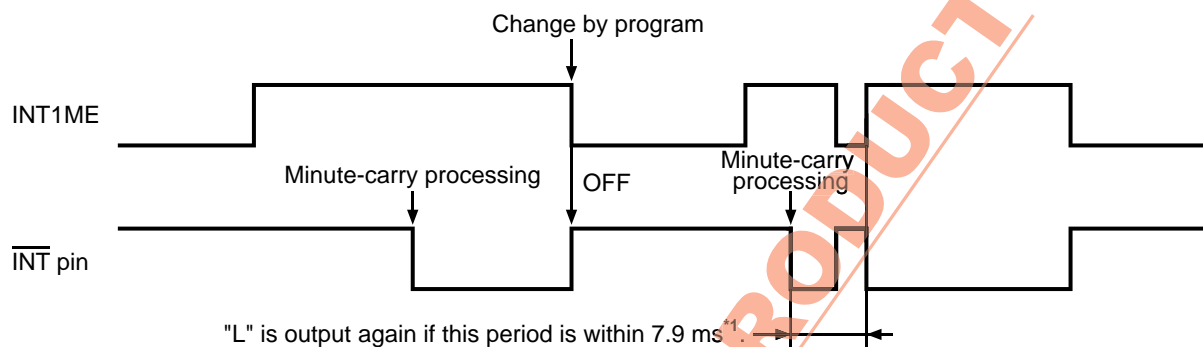 Change by program
INT1ME
Minute-carry processing
OFF
Minute-carry
processing
INT pin
"L" is output again if this period is within 7.9 ms*1.
RODUCT